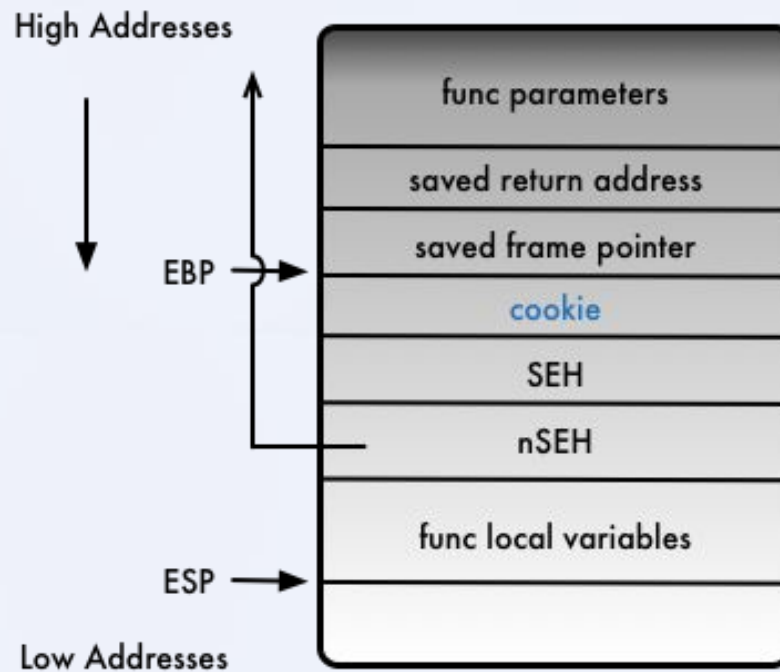 High Addresses
func parameters
saved return address
saved frame pointer
EBP
cookie
SEH
nSEH
func local variables
ESP
Low Addresses